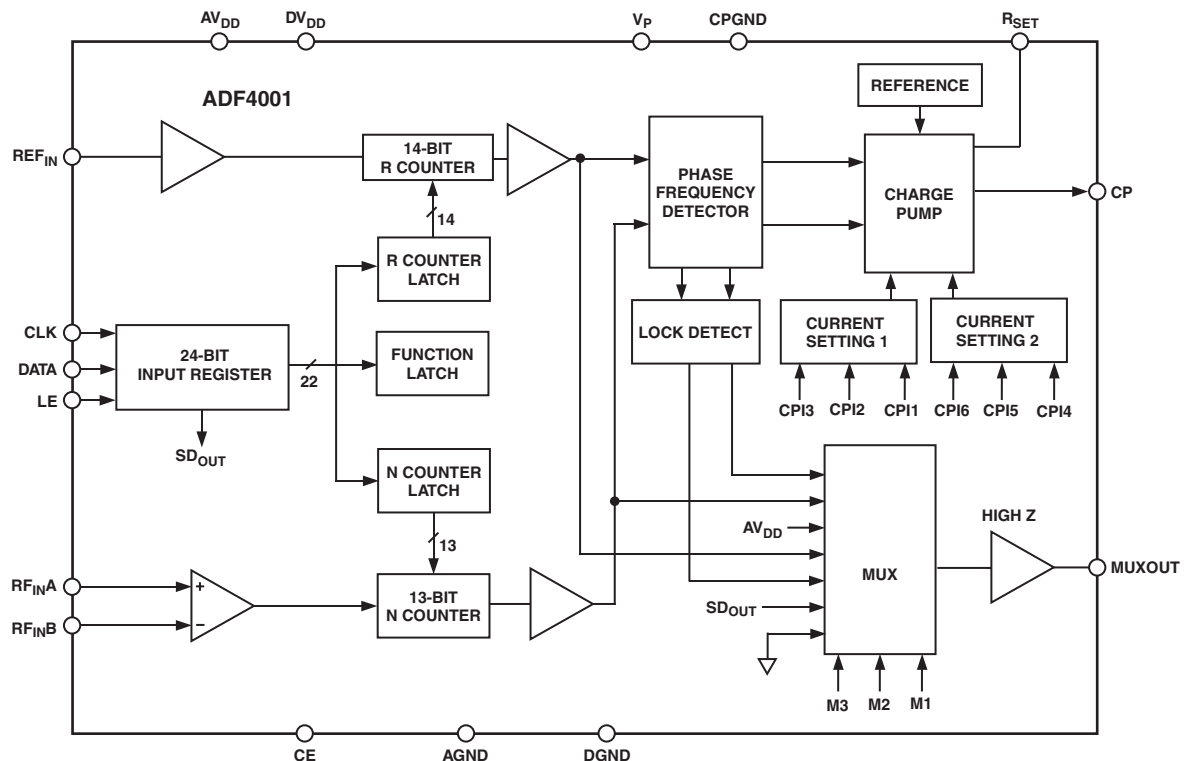 AVDD
DVDD
VP
CPGND
RSET
ADF4001
REFERENCE
REFIN
14-BIT
R COUNTER
PHASE
FREQUENCY
DETECTOR
CHARGE
PUMP
CP
14
R COUNTER
LATCH
CLK
DATA
LE
24-BIT
INPUT REGISTER
22
FUNCTION
LATCH
LOCK DETECT
CURRENT
SETTING 1
CURRENT
SETTING 2
CPI3
CPI2
CPI1
CPI6
CPI5
CPI4
SDOUT
N COUNTER
LATCH
13
AVDD
HIGH Z
MUX
MUXOUT
RFINA
RFINB
+
–
13-BIT
N COUNTER
SDOUT
M3
M2
M1
CE
AGND
DGND